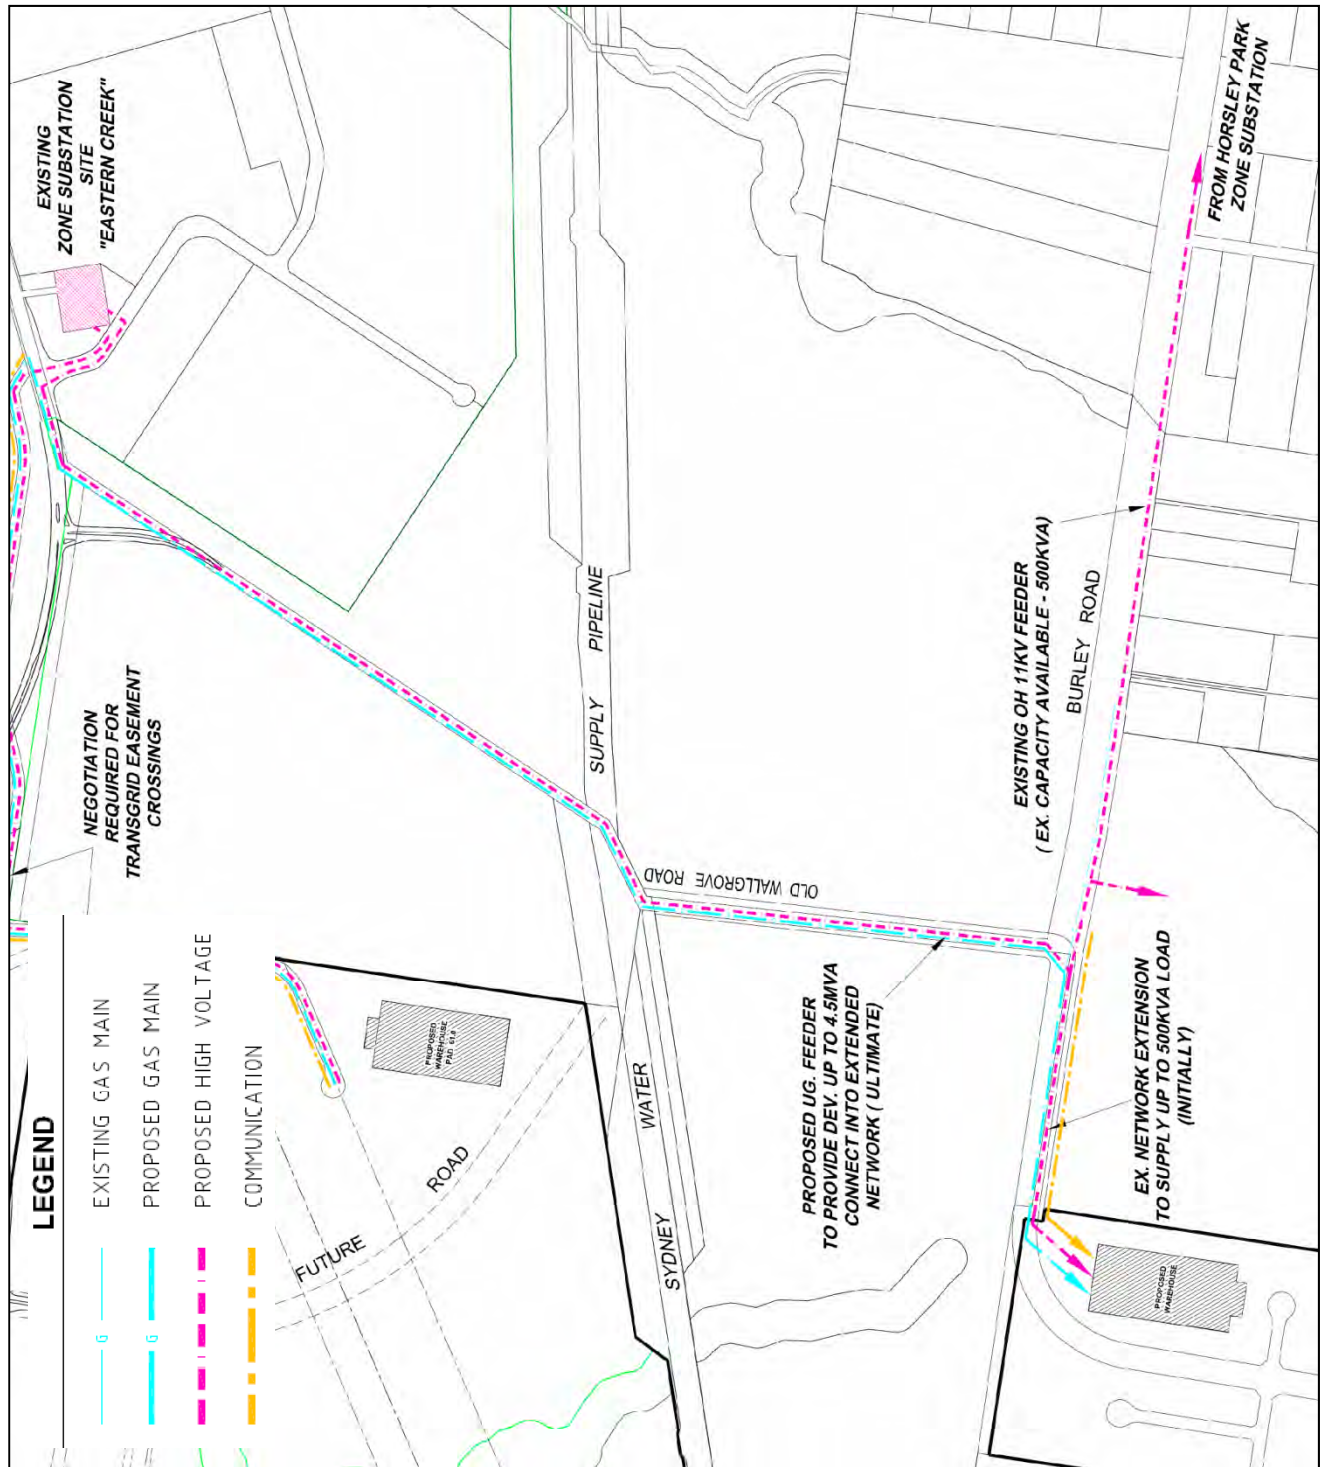 EXISTING
ZONE SUBSTATION
SITE
"EASTERN CREEK"
FROM HORSLEY PARK
ZONE SUBSTATION
NEGOTIATION
REQUIRED FOR
TRANSGRID EASEMENT
CROSSINGS
SUPPLY PIPELINE
EXISTING OH 11KV FEEDER
( EX. CAPACITY AVAILABLE - 500KVA)
BURLEY ROAD
OLD WALLGROVE ROAD
PROPOSED UG. FEEDER
TO PROVIDE DEV. UP TO 4.5MVA
CONNECT INTO EXTENDED
NETWORK ( ULTIMATE)
EX. NETWORK EXTENSION
TO SUPPLY UP TO 500KVA LOAD
(INITIALLY)
SYDNEY WATER
FUTURE ROAD
PROPOSED
WAREHOUSE
PAD 61.0
PROPOSED
WAREHOUSE
LEGEND
G EXISTING GAS MAIN
G PROPOSED GAS MAIN
PROPOSED HIGH VOLTAGE
COMMUNICATION